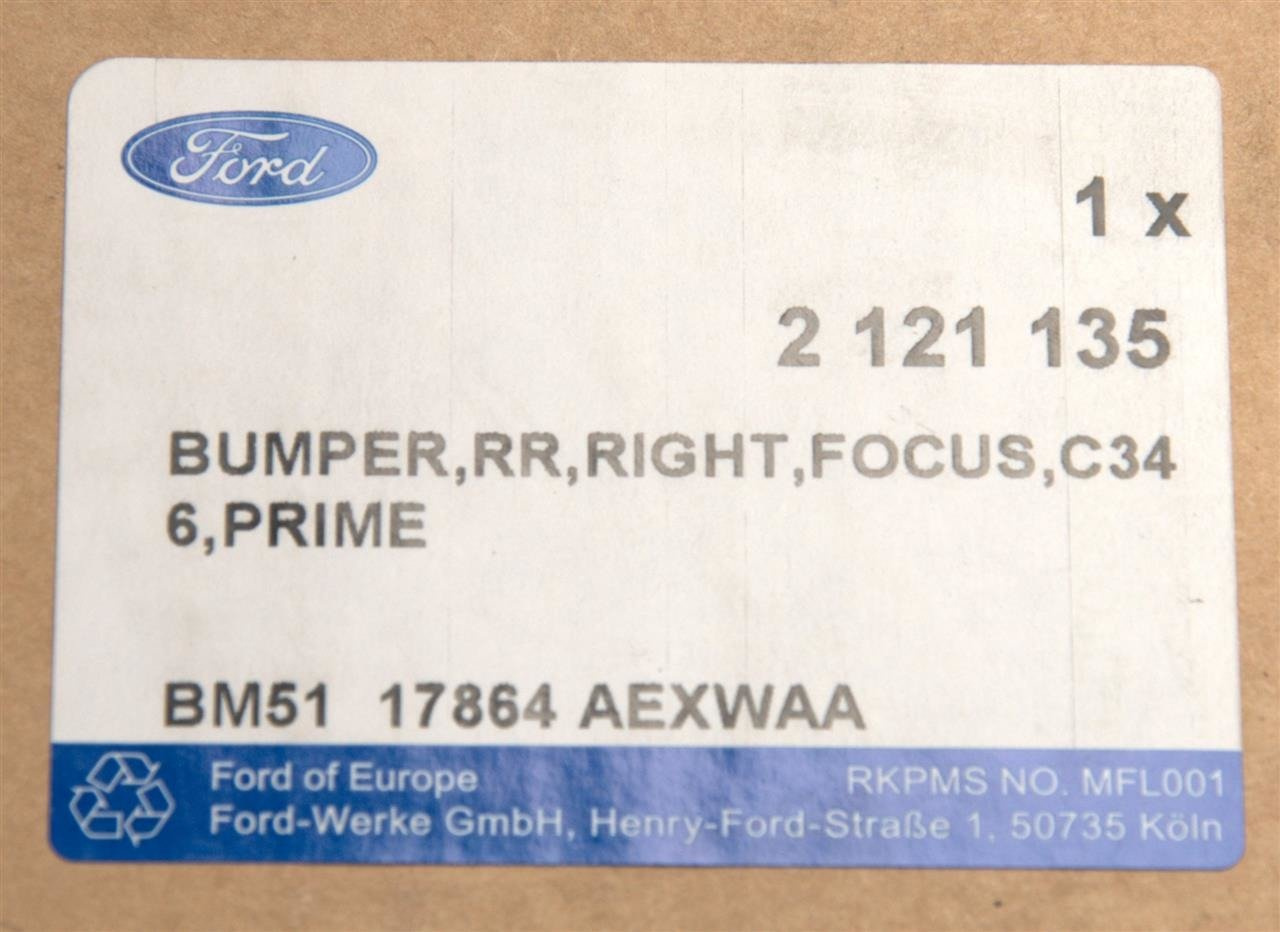 Ford
1 x
2 121 135
BUMPER,RR,RIGHT,FOCUS,C34
6,PRIME
BM51 17864 AEXWAA
Ford of Europe RKPMS NO. MFL001
Ford-Werke GmbH, Henry-Ford-Straße 1, 50735 Köln